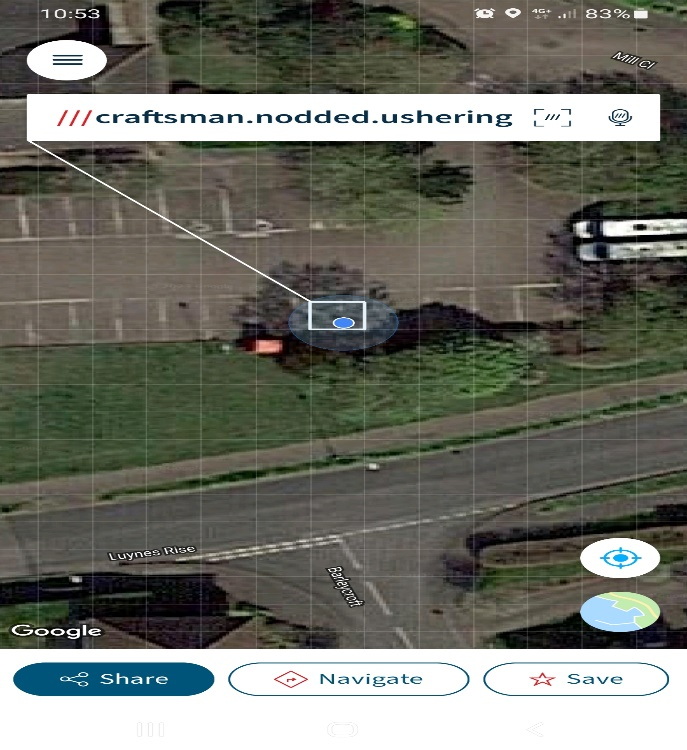 10:53 4G+ 83%
Mill Cl
///craftsman.nodded.ushering
Luynes Rise
Barleycroft
Google
Share Navigate Save